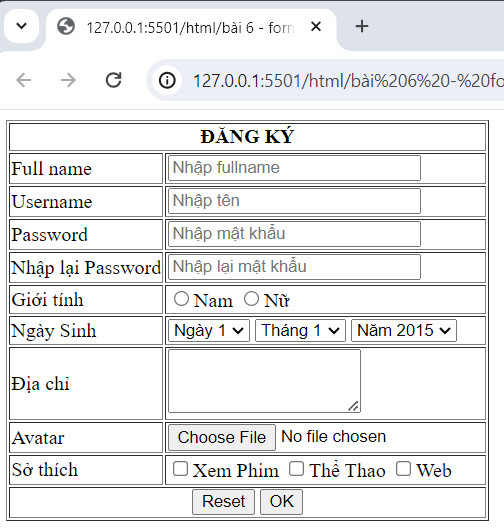 127.0.0.1:5501/html/bài 6 - forn
127.0.0.1:5501/html/bài%206%20-%20fo
ĐĂNG KÝ
Full name Nhập fullname
Username Nhập tên
Password Nhập mật khẩu
Nhập lại Password Nhập lại mật khẩu
Giới tính Nam Nữ
Ngày Sinh Ngày 1 Tháng 1 Năm 2015
Địa chỉ
Avatar Choose File No file chosen
Sở thích Xem Phim Thể Thao Web
Reset OK